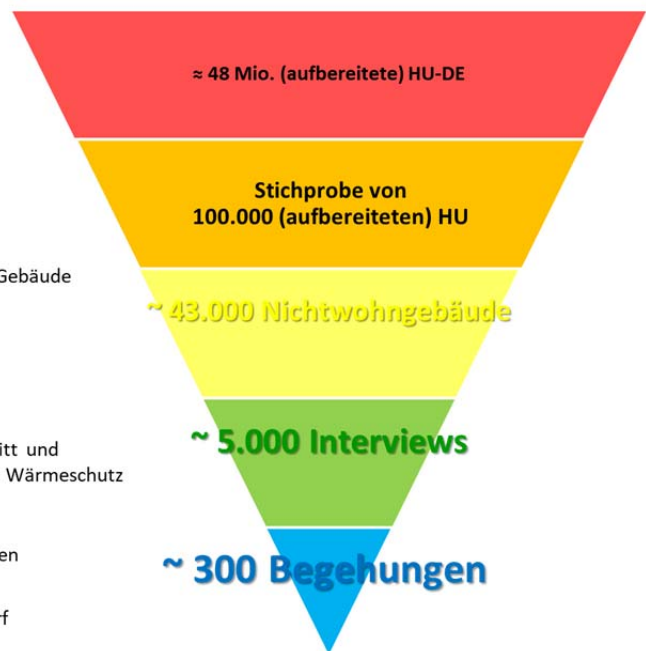 ≈ 48 Mio. (aufbereitete) HU-DE
Stichprobe von
100.000 (aufbereiteten) HU
Gebäude
~ 43.000 Nichtwohngebäude
itt und
~ 5.000 Interviews
Wärmeschutz
en
~ 300 Begehungen
rf